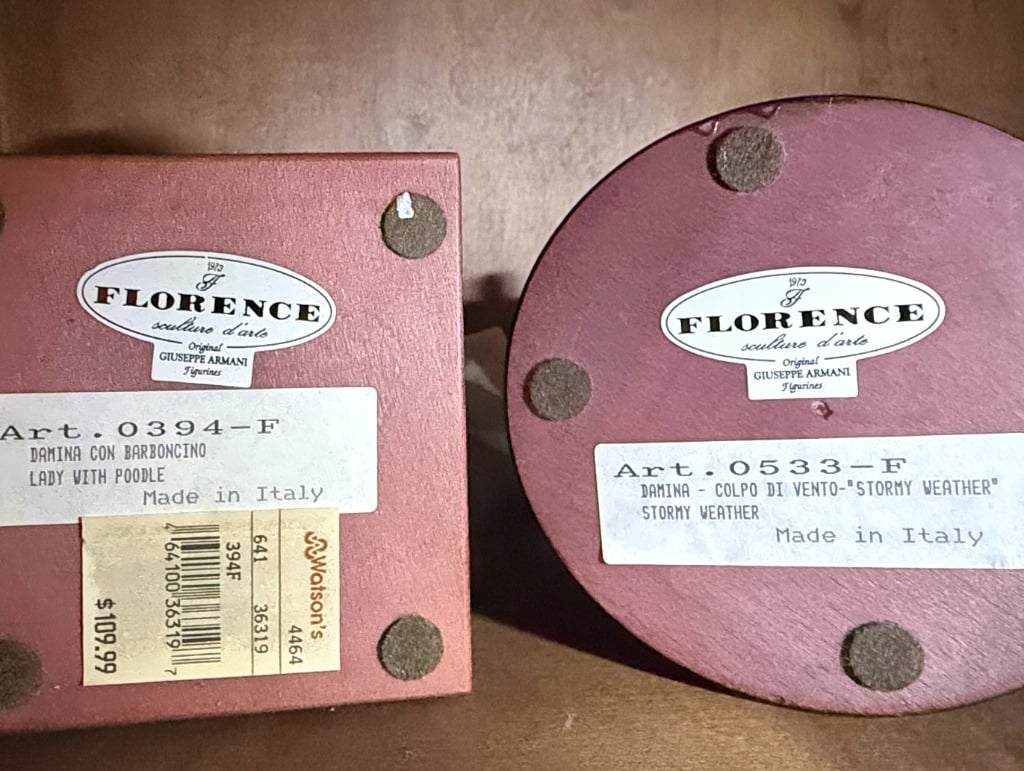 1973
FLORENCE
sculture d'arte
Original
GIUSEPPE ARMANI
Figurines
Art.0394-F
DAMINA CON BARBONCINO
LADY WITH POODLE
Made in Italy
Watson's
4464
641 36319
394F
7 64100 36319 7
$109.99
1973
FLORENCE
sculture d'arte
Original
GIUSEPPE ARMANI
Figurines
Art.0533-F
DAMINA - COLPO DI VENTO-"STORMY WEATHER"
STORMY WEATHER
Made in Italy